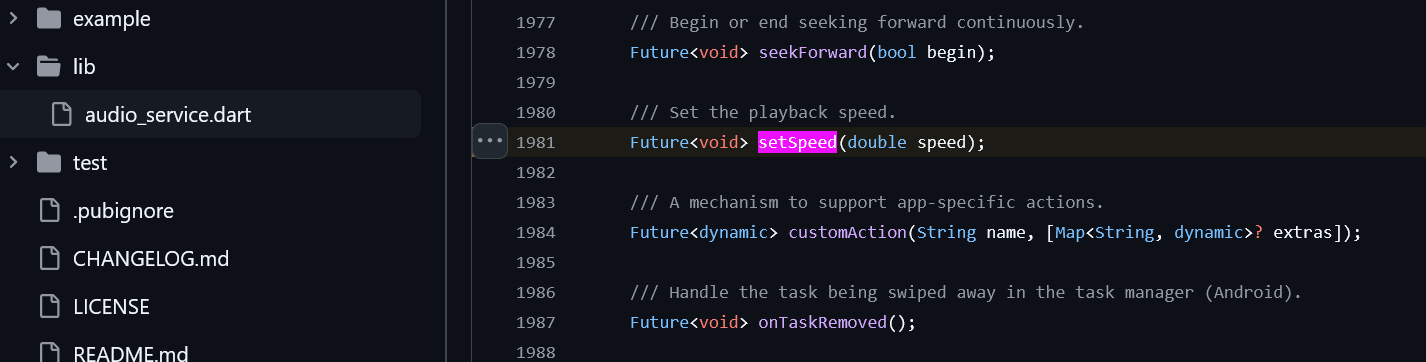 example
lib
audio_service.dart
test
.pubignore
CHANGELOG.md
LICENSE
README.md
1977 /// Begin or end seeking forward continuously.
1978 Future<void> seekForward(bool begin);
1979
1980 /// Set the playback speed.
1981 Future<void> setSpeed(double speed);
1982
1983 /// A mechanism to support app-specific actions.
1984 Future<dynamic> customAction(String name, [Map<String, dynamic>? extras]);
1985
1986 /// Handle the task being swiped away in the task manager (Android).
1987 Future<void> onTaskRemoved();
1988